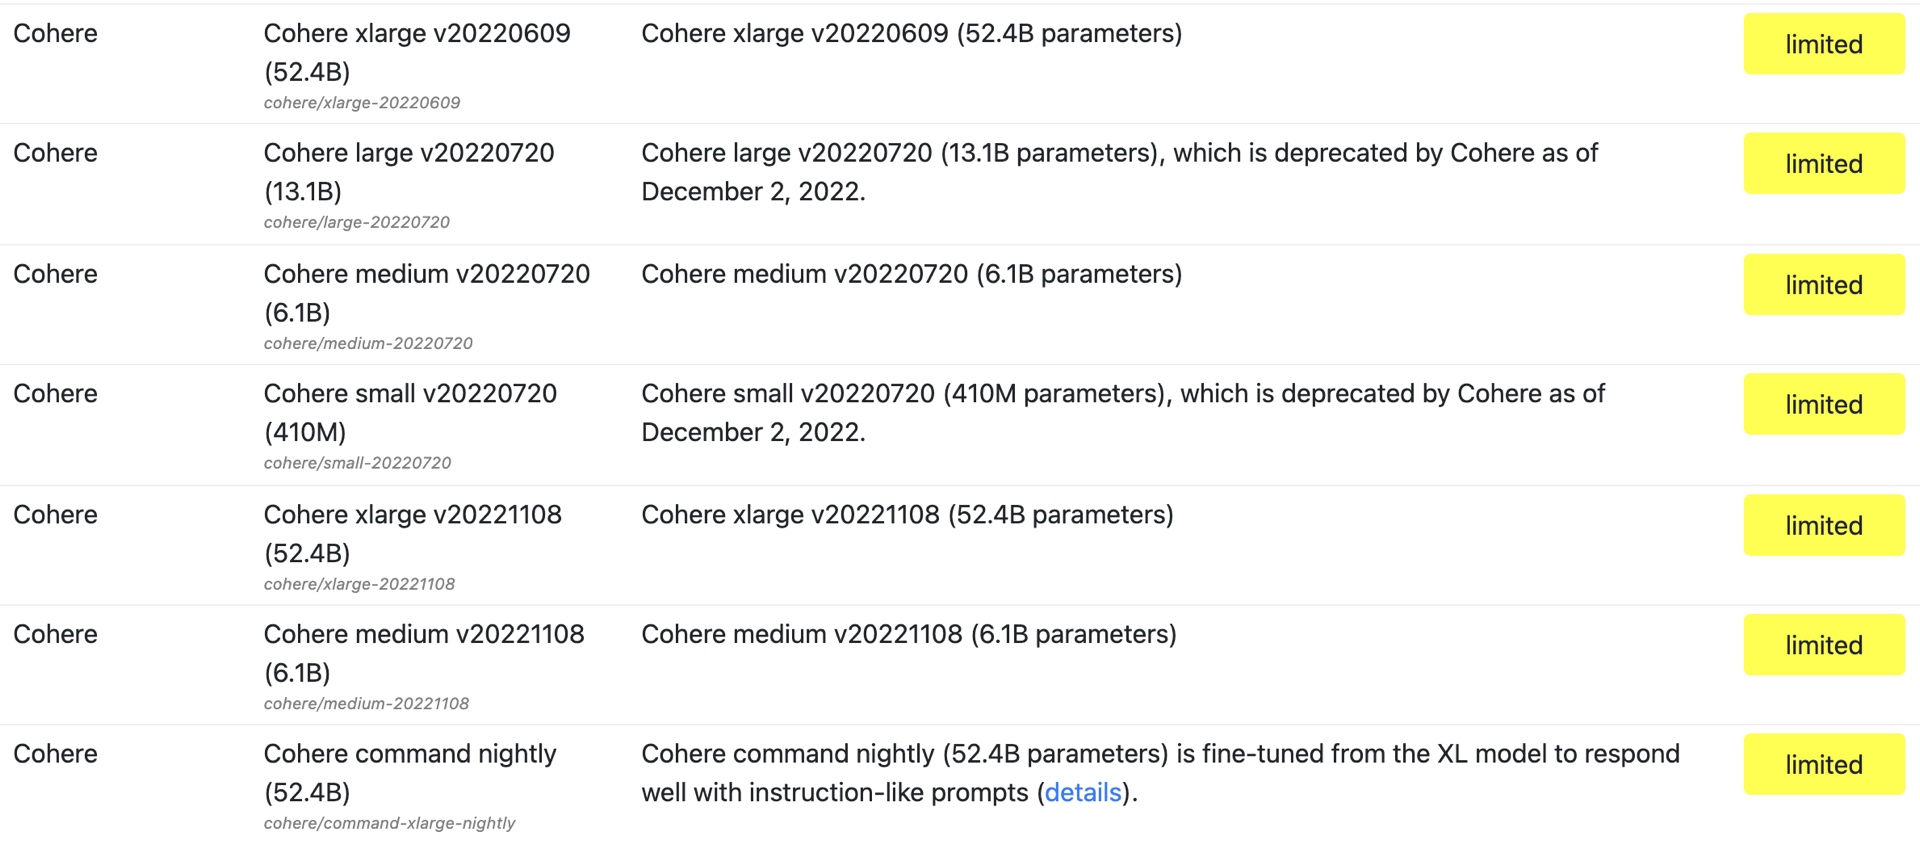 Cohere
Cohere xlarge v20220609
(52.4B)
cohere/xlarge-20220609
Cohere xlarge v20220609 (52.4B parameters)
limited
Cohere
Cohere large v20220720
(13.1B)
cohere/large-20220720
Cohere large v20220720 (13.1B parameters), which is deprecated by Cohere as of
December 2, 2022.
limited
Cohere
Cohere medium v20220720
(6.1B)
cohere/medium-20220720
Cohere medium v20220720 (6.1B parameters)
limited
Cohere
Cohere small v20220720
(410M)
cohere/small-20220720
Cohere small v20220720 (410M parameters), which is deprecated by Cohere as of
December 2, 2022.
limited
Cohere
Cohere xlarge v20221108
(52.4B)
cohere/xlarge-20221108
Cohere xlarge v20221108 (52.4B parameters)
limited
Cohere
Cohere medium v20221108
(6.1B)
cohere/medium-20221108
Cohere medium v20221108 (6.1B parameters)
limited
Cohere
Cohere command nightly
(52.4B)
cohere/command-xlarge-nightly
Cohere command nightly (52.4B parameters) is fine-tuned from the XL model to respond
well with instruction-like prompts (details).
limited